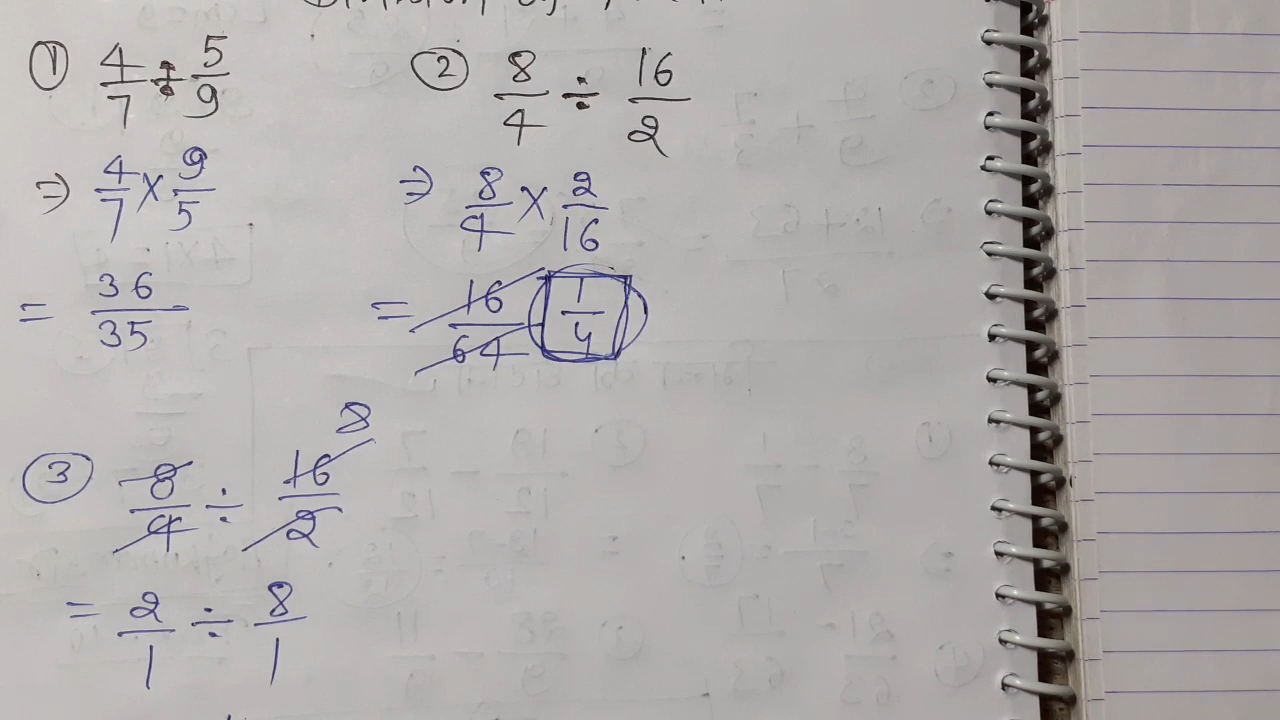 ① 4/7 ÷ 5/9
⇒ 4/7 × 9/5
= 36/35
② 8/4 ÷ 16/2
⇒ 8/4 × 2/16
= 16/64 1/4
③ 8/4 ÷ 16/2 8
= 2/1 ÷ 8/1